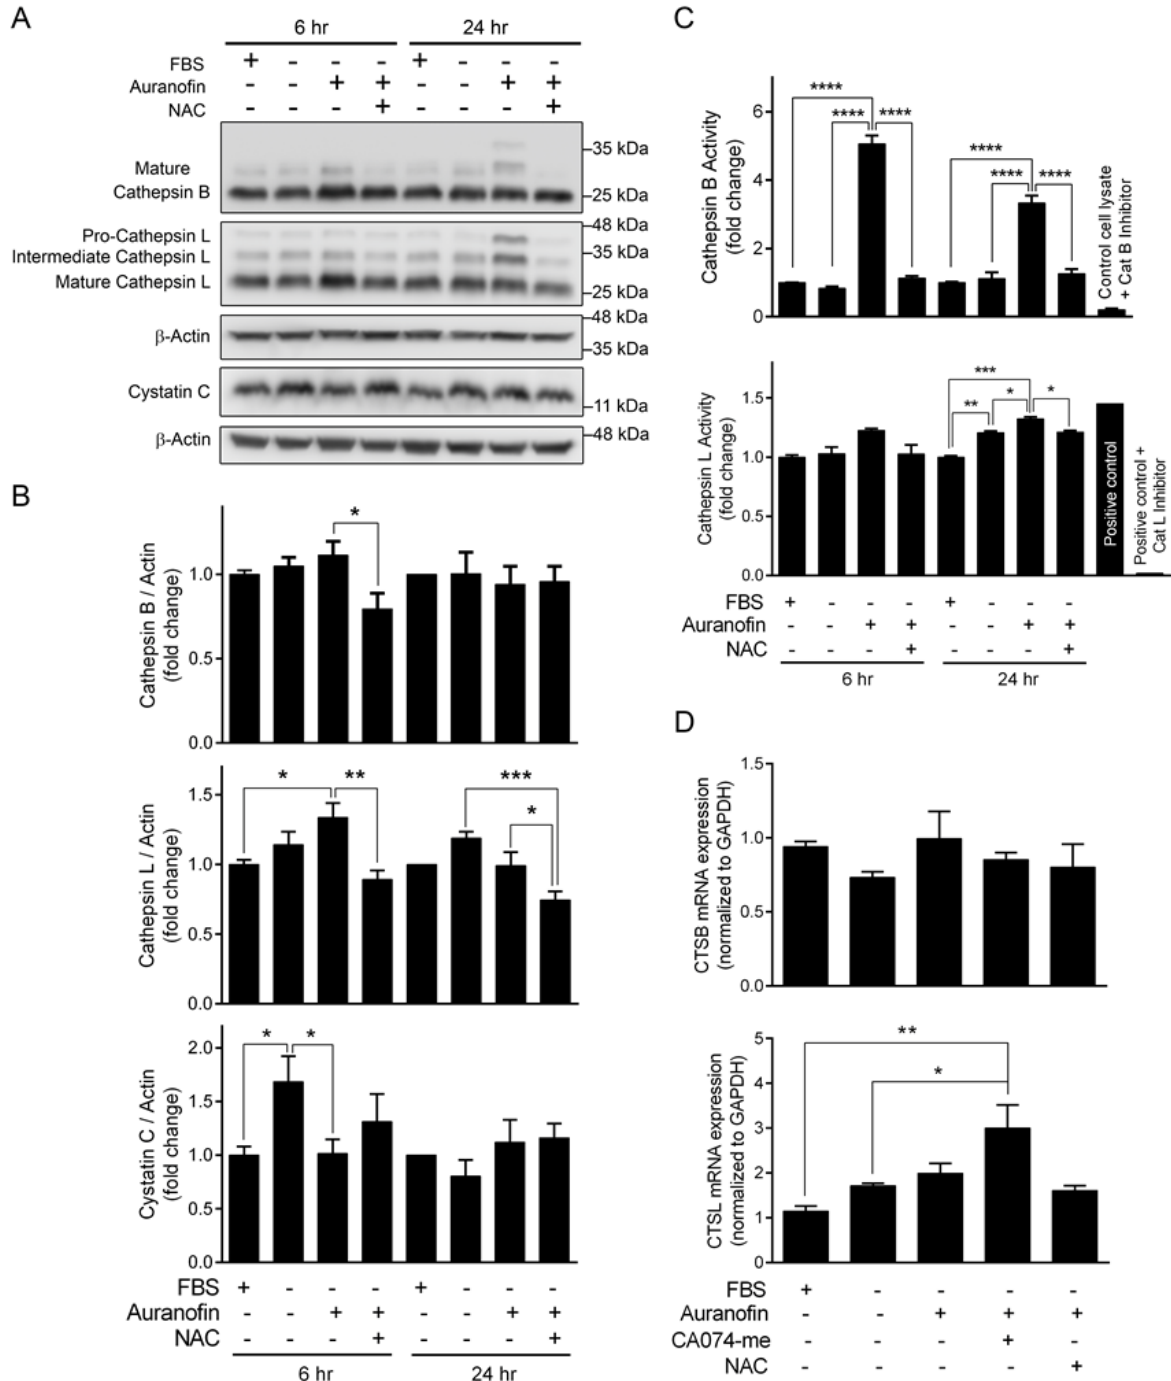 A
6 hr 24 hr
FBS + - - - + - - -
Auranofin - - + + - - + +
NAC - - - + - - - +
35 kDa
Mature
Cathepsin B
25 kDa
48 kDa
Pro-Cathepsin L
35 kDa
Intermediate Cathepsin L
Mature Cathepsin L
25 kDa
48 kDa
β-Actin
35 kDa
Cystatin C
11 kDa
β-Actin
48 kDa
B
Cathepsin B / Actin
(fold change)
1.0
0.5
0.0
*
Cathepsin L / Actin
(fold change)
1.5
1.0
0.5
0.0
* ** *** *
Cystatin C / Actin
(fold change)
2.0
1.5
1.0
0.5
0.0
* *
FBS + - - - + - - -
Auranofin - - + + - - + +
NAC - - - + - - - +
6 hr 24 hr
C
Cathepsin B Activity
(fold change)
6
4
2
0
**** **** **** **** **** ****
Control cell lysate
+ Cat B Inhibitor
Cathepsin L Activity
(fold change)
1.5
1.0
0.5
0.0
*** ** * *
Positive control
Positive control +
Cat L Inhibitor
FBS + - - - + - - -
Auranofin - - + + - - + +
NAC - - - + - - - +
6 hr 24 hr
D
CTSB mRNA expression
(normalized to GAPDH)
1.5
1.0
0.5
0.0
CTSL mRNA expression
(normalized to GAPDH)
5
4
3
2
1
0
** *
FBS + - - - -
Auranofin - - + + +
CA074-me - - - + -
NAC - - - - +